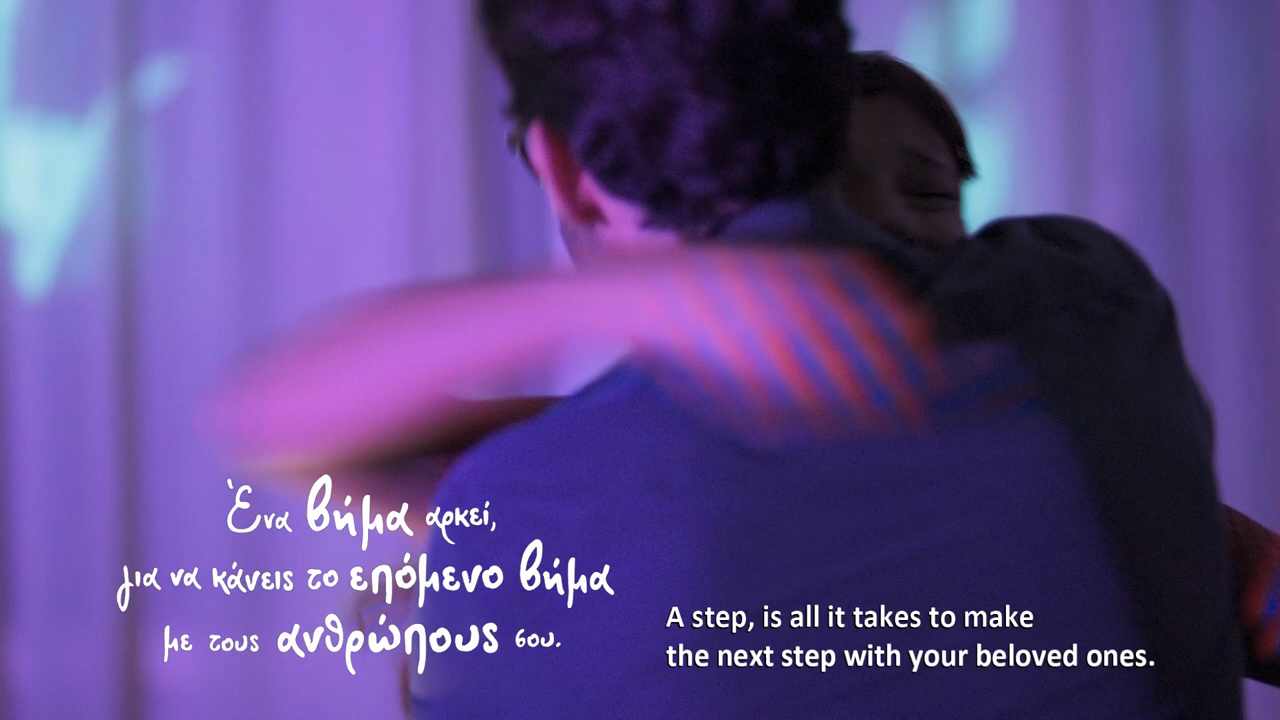 Ένα βήμα αρκεί,
για να κάνεις το επόμενο βήμα
με τους ανθρώπους σου.
A step, is all it takes to make
the next step with your beloved ones.